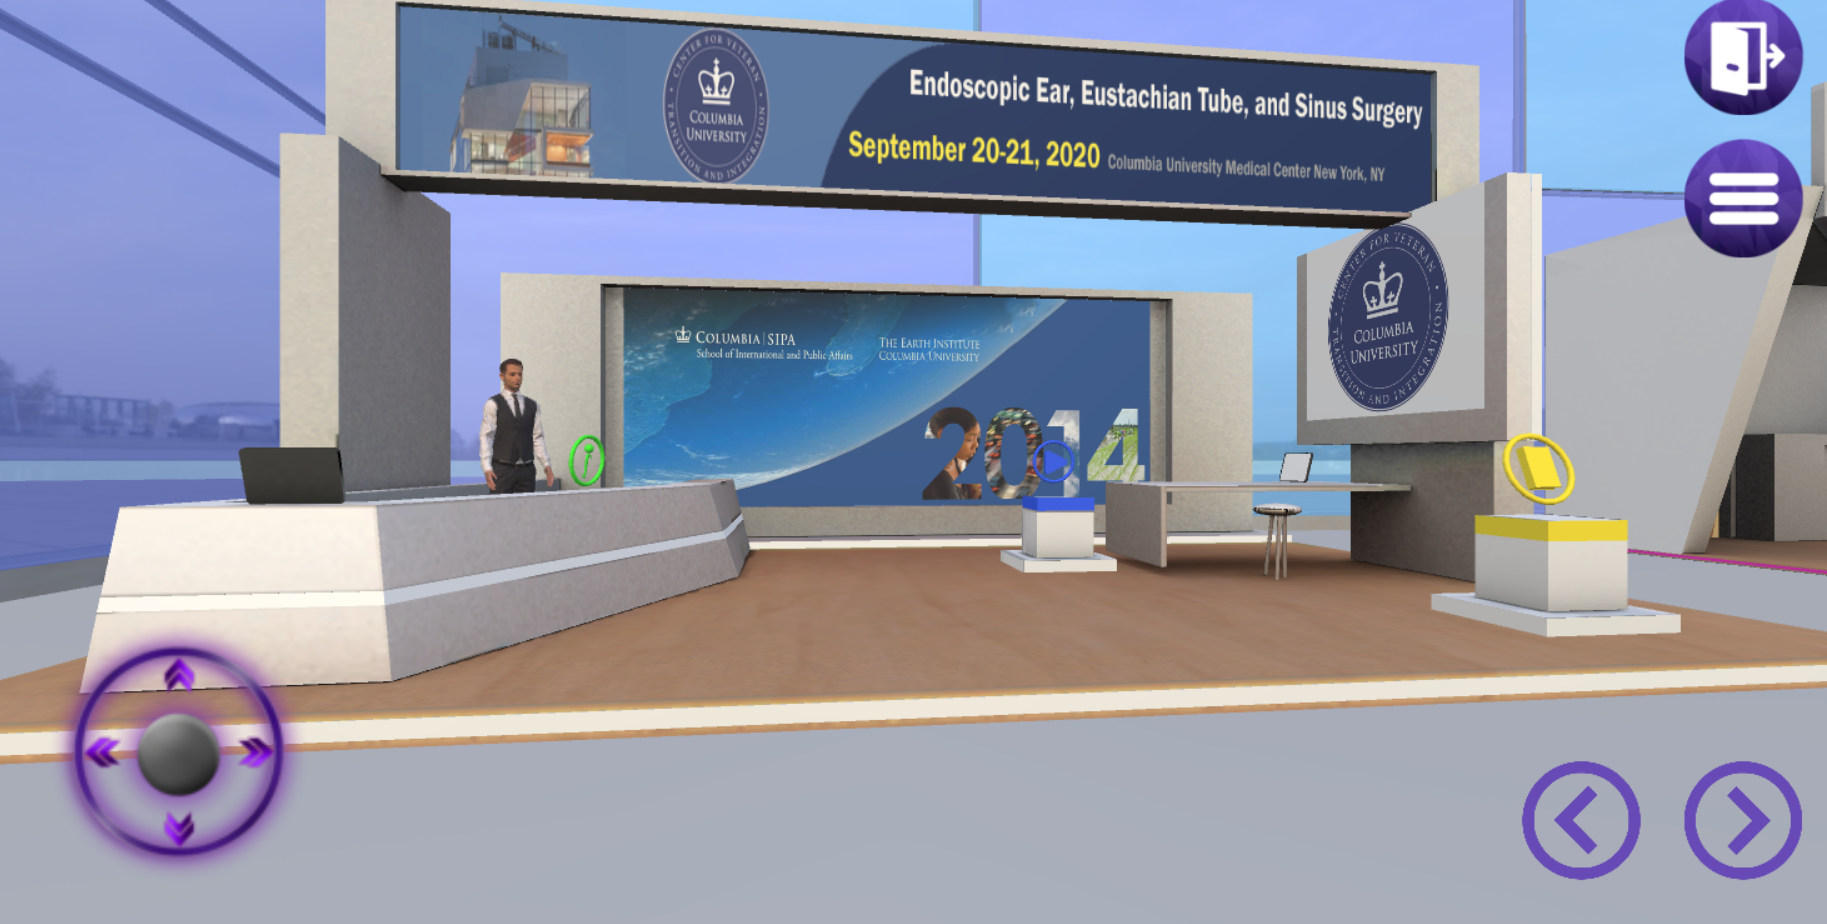 CENTER FOR VETERAN
COLUMBIA
UNIVERSITY
TRANSITION AND INTEGRATION
Endoscopic Ear, Eustachian Tube, and Sinus Surgery
September 20-21, 2020 Columbia University Medical Center New York, NY
COLUMBIA | SIPA
School of International and Public Affairs
THE EARTH INSTITUTE
COLUMBIA UNIVERSITY
2014
CENTER FOR VETERAN
COLUMBIA
UNIVERSITY
TRANSITION AND INTEGRATION